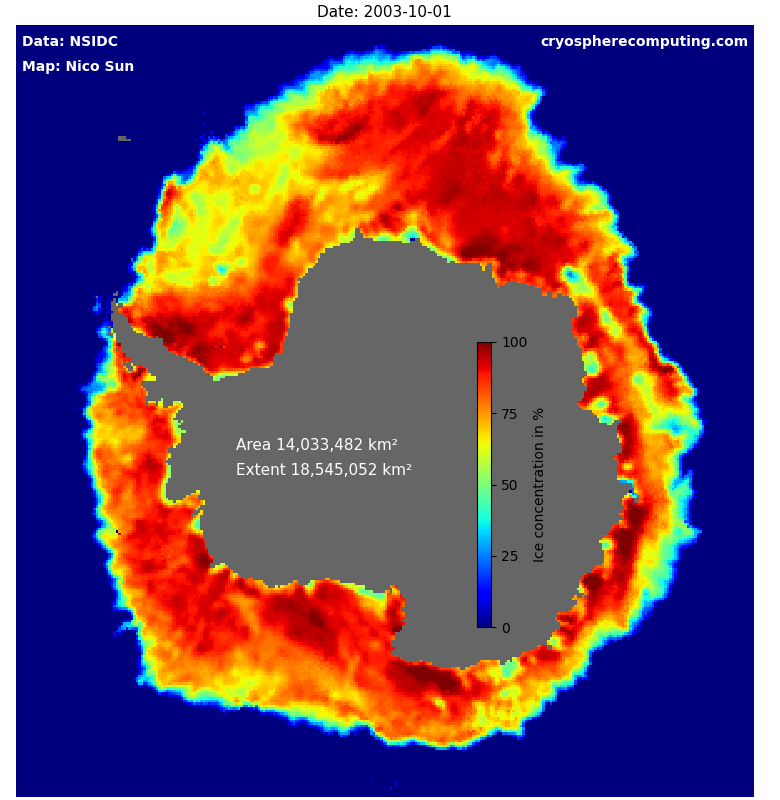 Date: 2003-10-01
Data: NSIDC
cryospherecomputing.com
Map: Nico Sun
100
75
50
25
0
Ice concentration in %
Area 14,033,482 km²
Extent 18,545,052 km²